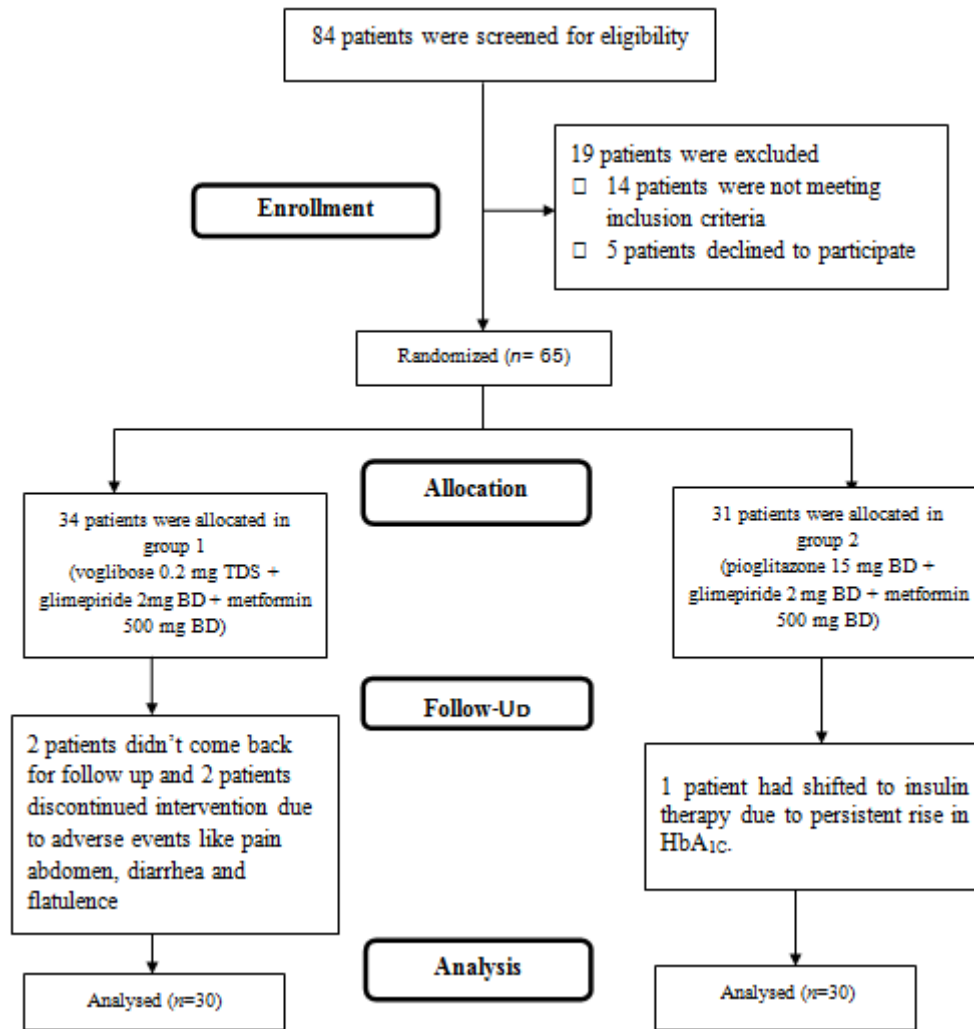 84 patients were screened for eligibility
19 patients were excluded
□ 14 patients were not meeting
inclusion criteria
□ 5 patients declined to participate
Enrollment
Randomized (n= 65)
Allocation
34 patients were allocated in
group 1
(voglibose 0.2 mg TDS +
glimepiride 2mg BD + metformin
500 mg BD)
31 patients were allocated in
group 2
(pioglitazone 15 mg BD +
glimepiride 2 mg BD + metformin
500 mg BD)
Follow-Up
2 patients didn’t come back
for follow up and 2 patients
discontinued intervention due
to adverse events like pain
abdomen, diarrhea and
flatulence
1 patient had shifted to insulin
therapy due to persistent rise in
HbA1C.
Analysis
Analysed (n=30)
Analysed (n=30)